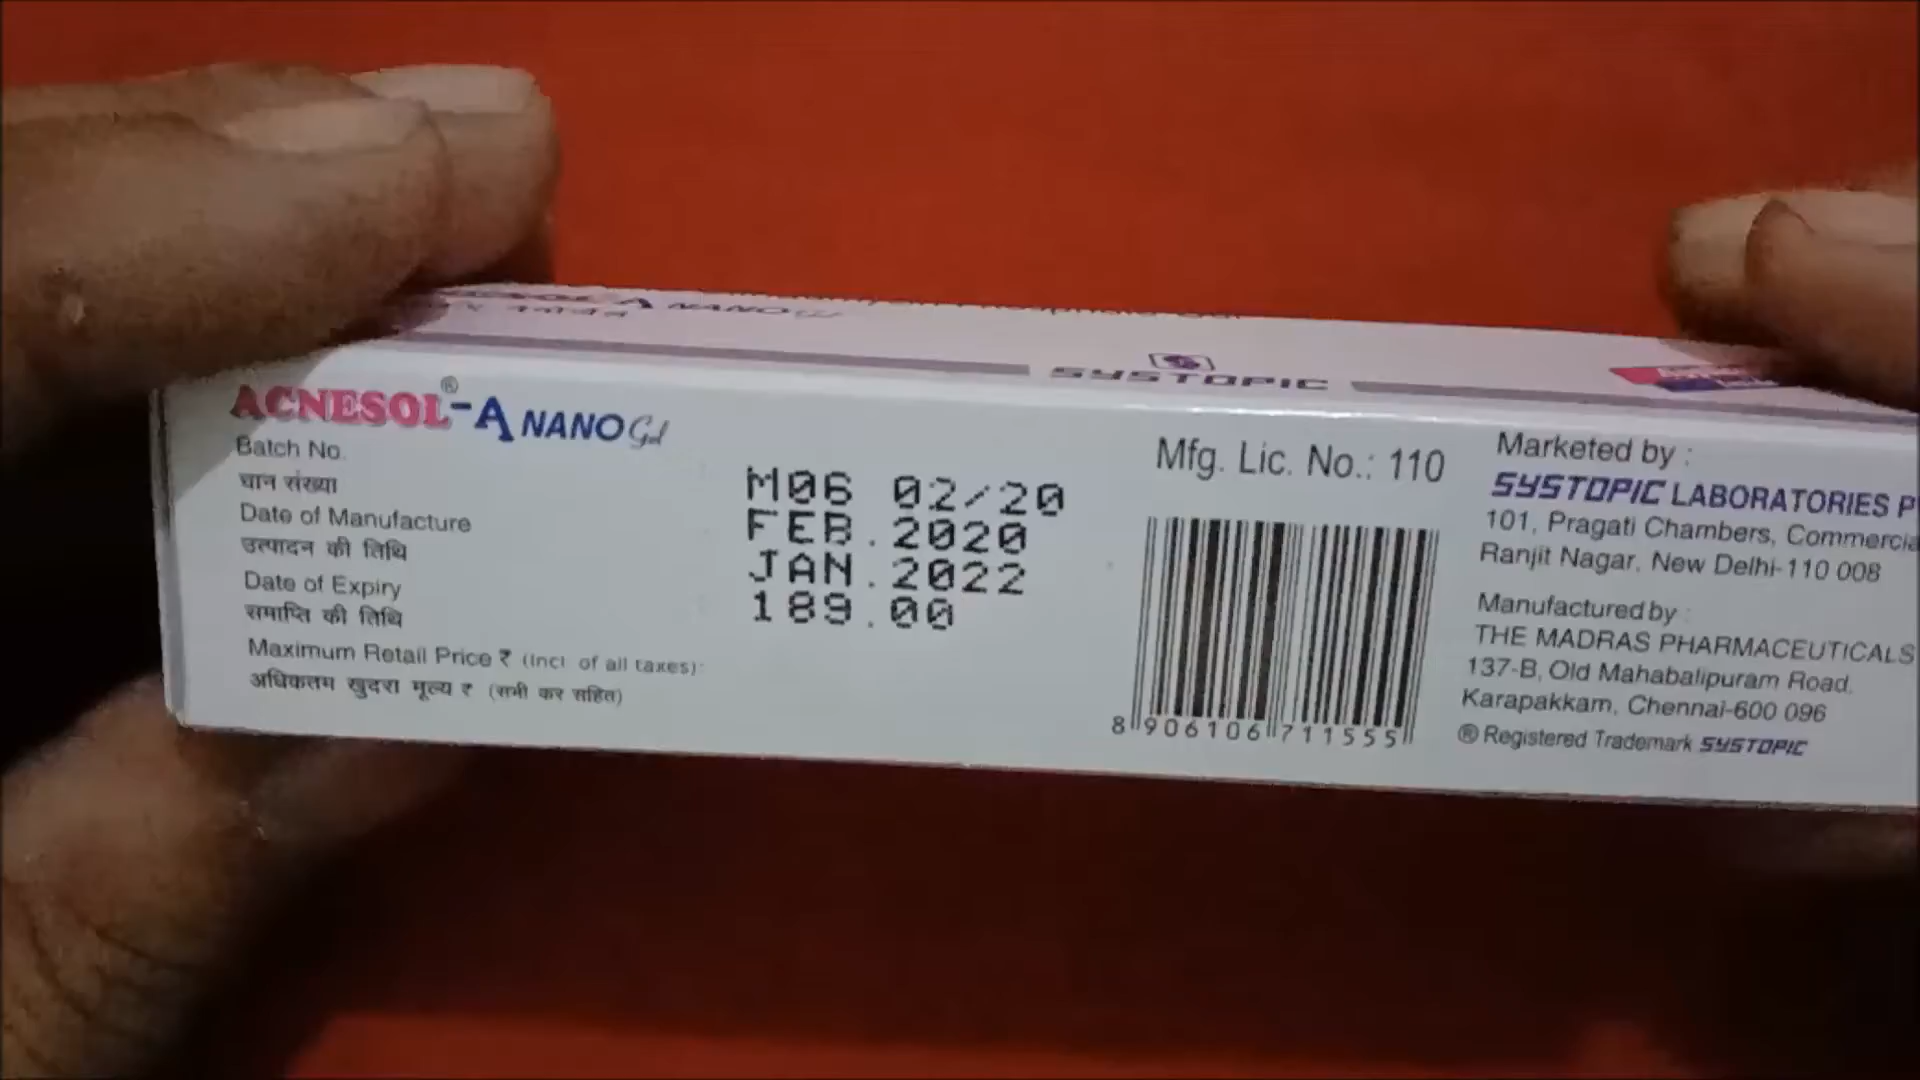 SYSTOPIC
ACNESOL®-A NANO Gel
Batch No.
घान संख्या
Date of Manufacture
उत्पादन की तिथि
Date of Expiry
समाप्ति की तिथि
Maximum Retail Price ₹ (Incl. of all taxes):
अधिकतम खुदरा मूल्य ₹ (सभी कर सहित)
M06 02/20
FEB.2020
JAN.2022
189.00
Mfg. Lic. No.: 110
8 906106 711555
Marketed by :
SYSTOPIC LABORATORIES P
101, Pragati Chambers,
Ranjit Nagar, New Delhi-110 008
Manufactured by :
THE MADRAS PHARMACEUTICALS
137-B, Old Mahabalipuram Road,
Karapakkam, Chennai-600 096
® Registered Trademark SYSTOPIC